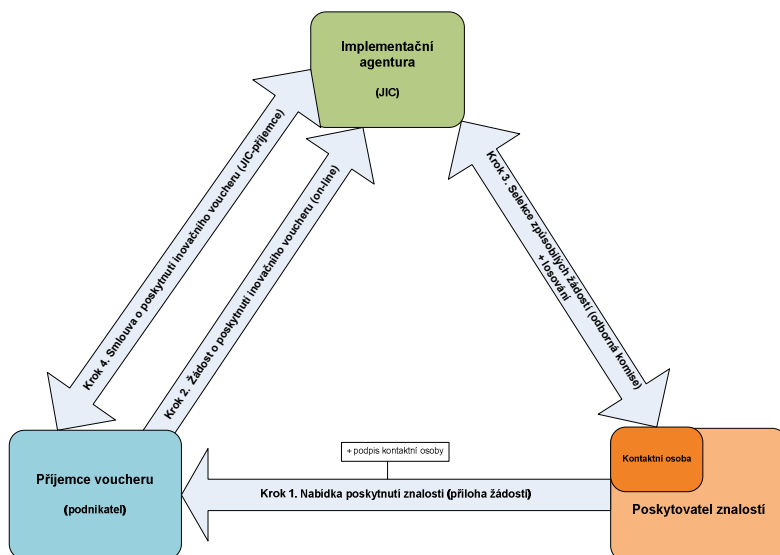 Implementační
agentura
(JIC)
Krok 4. Smlouva o poskytnutí inovačního voucheru (JIC-příjemce)
Krok 2. Žádost o poskytnutí inovačního voucheru (on-line)
Krok 3. Selekce způsobilých žádostí (odborná komise)
+ losování
+ podpis kontaktní osoby
Kontaktní osoba
Příjemce voucheru
(podnikatel)
Krok 1. Nabídka poskytnutí znalosti (příloha žádostí)
Poskytovatel znalostí